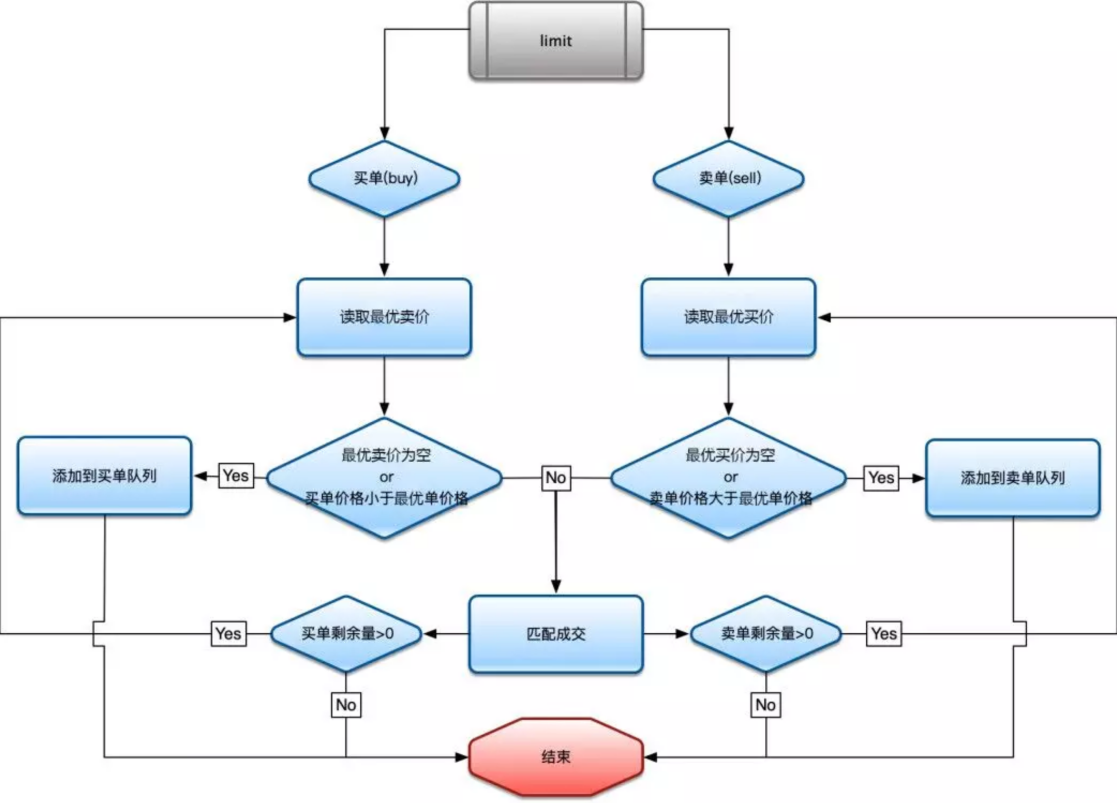 limit
买单(buy)
卖单(sell)
读取最优卖价
读取最优买价
最优卖价为空
or
买单价格小于最优单价格
最优买价为空
or
卖单价格大于最优单价格
添加到买单队列
Yes
No
Yes
添加到卖单队列
Yes
买单剩余量>0
匹配成交
卖单剩余量>0
Yes
No
No
结束